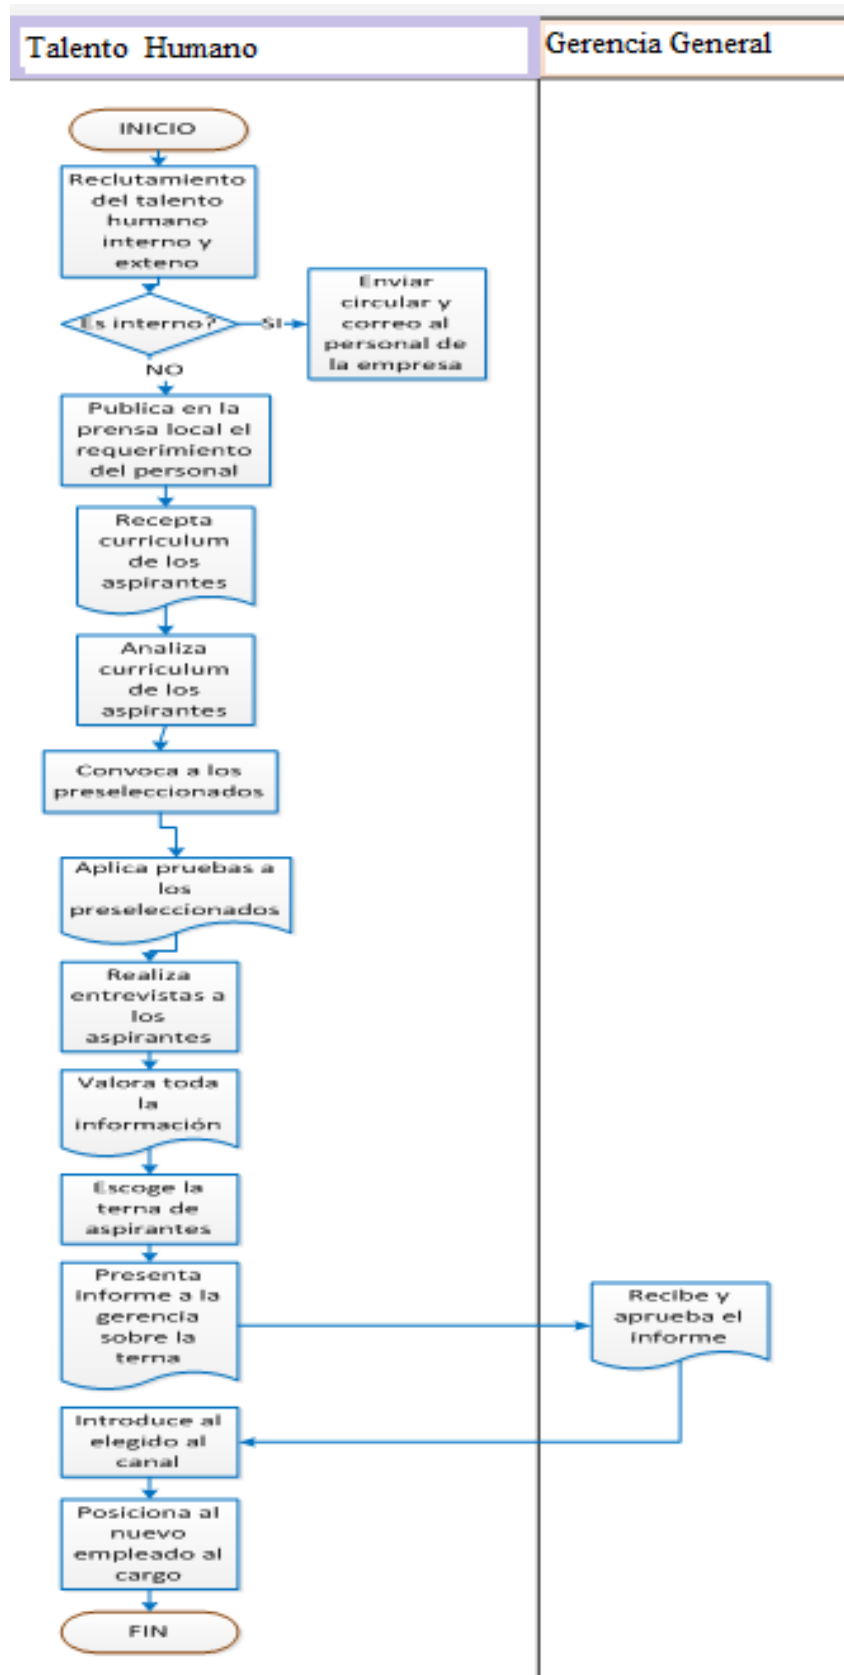 Talento Humano
Gerencia General
INICIO
Reclutamiento
del talento
humano
interno y
exteno
Es interno?
SI
Enviar
circular y
correo al
personal de
la empresa
NO
Publica en la
prensa local el
requerimiento
del personal
Recepta
curriculum
de los
aspirantes
Analiza
curriculum
de los
aspirantes
Convoca a los
preseleccionados
Aplica pruebas a
los
preseleccionados
Realiza
entrevistas a
los
aspirantes
Valora toda
la
información
Escoge la
terna de
aspirantes
Presenta
informe a la
gerencia
sobre la
terna
Recibe y
aprueba el
informe
Introduce al
elegido al
canal
Posiciona al
nuevo
empleado al
cargo
FIN